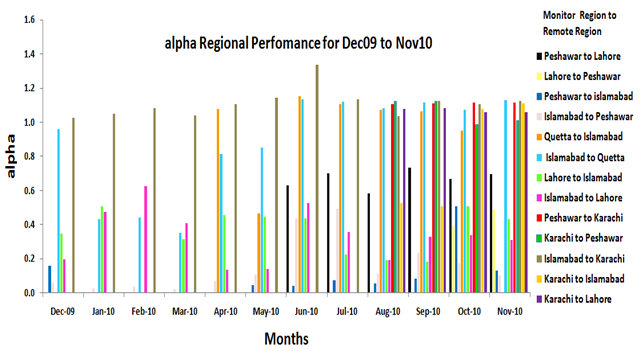 alpha Regional Perfomance for Dec09 to Nov10
Monitor Region to
Remote Region
Peshawar to Lahore
Lahore to Peshawar
Peshawar to islamabad
Islamabad to Peshawar
Quetta to Islamabad
Islamabad to Quetta
Lahore to Islamabad
Islamabad to Lahore
Peshawar to Karachi
Karachi to Peshawar
Islamabad to Karachi
Karachi to Islamabad
Karachi to Lahore
alpha
1.6
1.4
1.2
1.0
0.8
0.6
0.4
0.2
0.0
Dec-09 Jan-10 Feb-10 Mar-10 Apr-10 May-10 Jun-10 Jul-10 Aug-10 Sep-10 Oct-10 Nov-10
Months